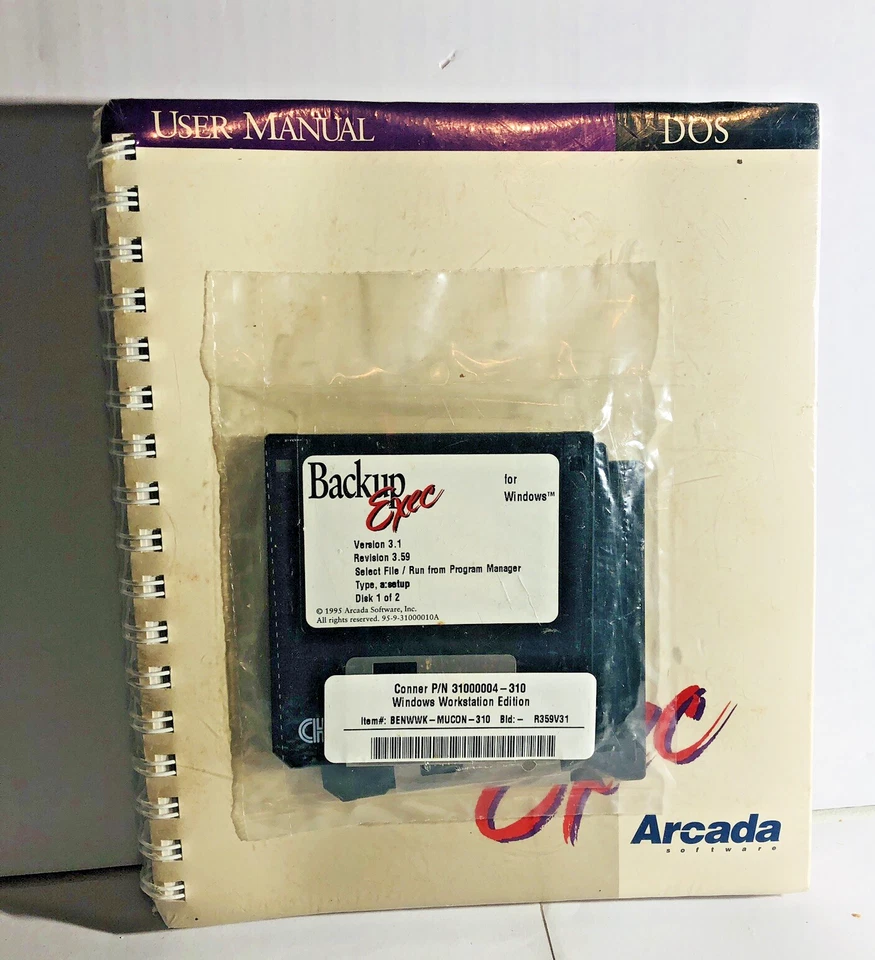 USER MANUAL DOS
Backup
Exec
for
Windows™
Version 3.1
Revision 3.59
Select File / Run from Program Manager
Type, a:setup
Disk 1 of 2
© 1995 Arcada Software, Inc.
All rights reserved. 95-9-31000010A
Conner P/N 31000004-310
Windows Workstation Edition
Item#: BENWWK-MUCON-310 Bld:- R359V31
Arcada
software